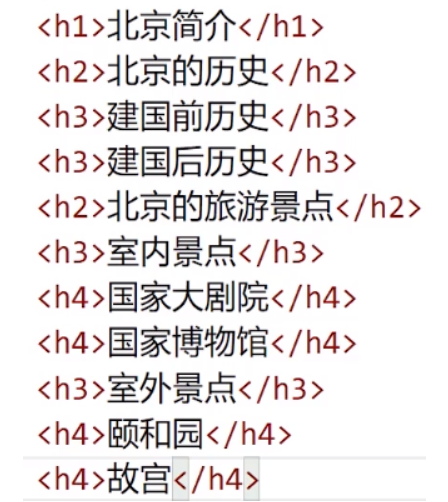 <h1>北京简介</h1>
<h2>北京的历史</h2>
<h3>建国前历史</h3>
<h3>建国后历史</h3>
<h2>北京的旅游景点</h2>
<h3>室内景点</h3>
<h4>国家大剧院</h4>
<h4>国家博物馆</h4>
<h3>室外景点</h3>
<h4>颐和园</h4>
<h4>故宫</h4>